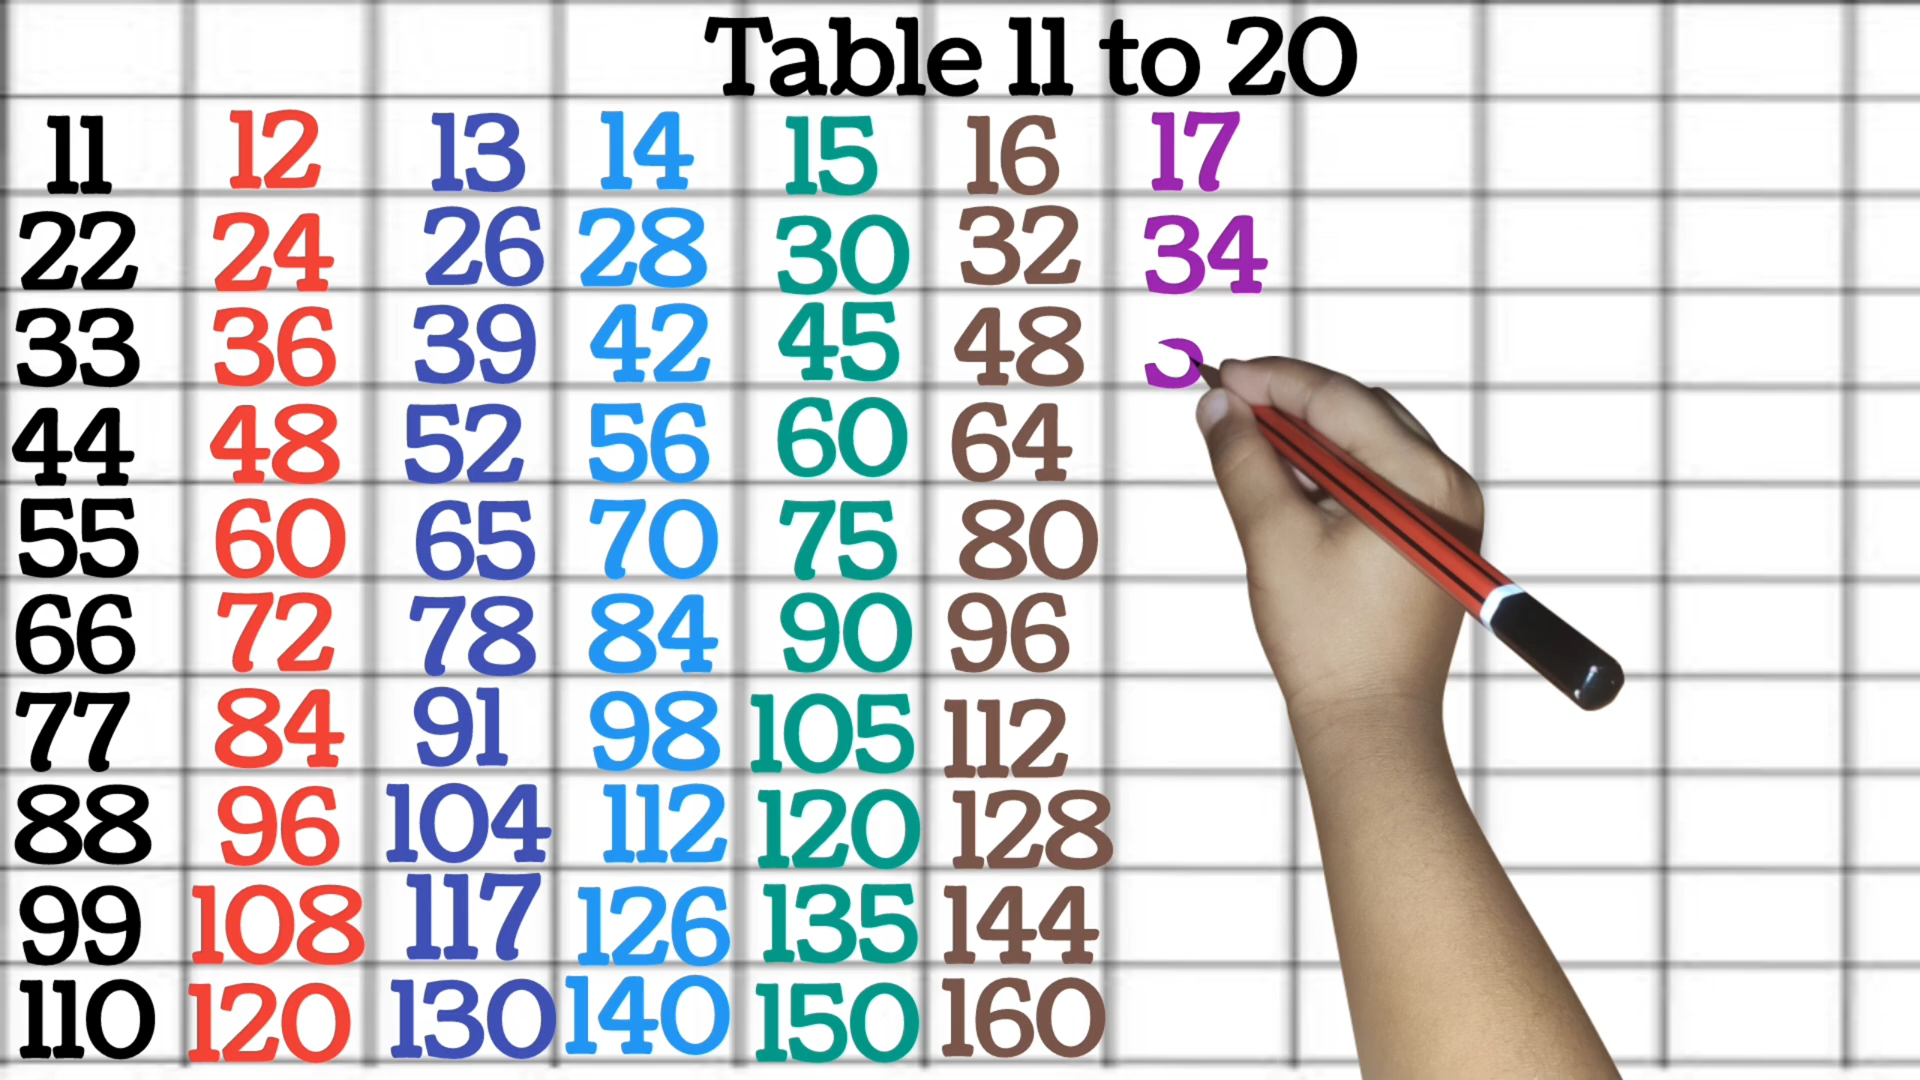 Table 11 to 20
11 12 13 14 15 16 17
22 24 26 28 30 32 34
33 36 39 42 45 48
44 48 52 56 60 64
55 60 65 70 75 80
66 72 78 84 90 96
77 84 91 98 105 112
88 96 104 112 120 128
99 108 117 126 135 144
110 120 130 140 150 160